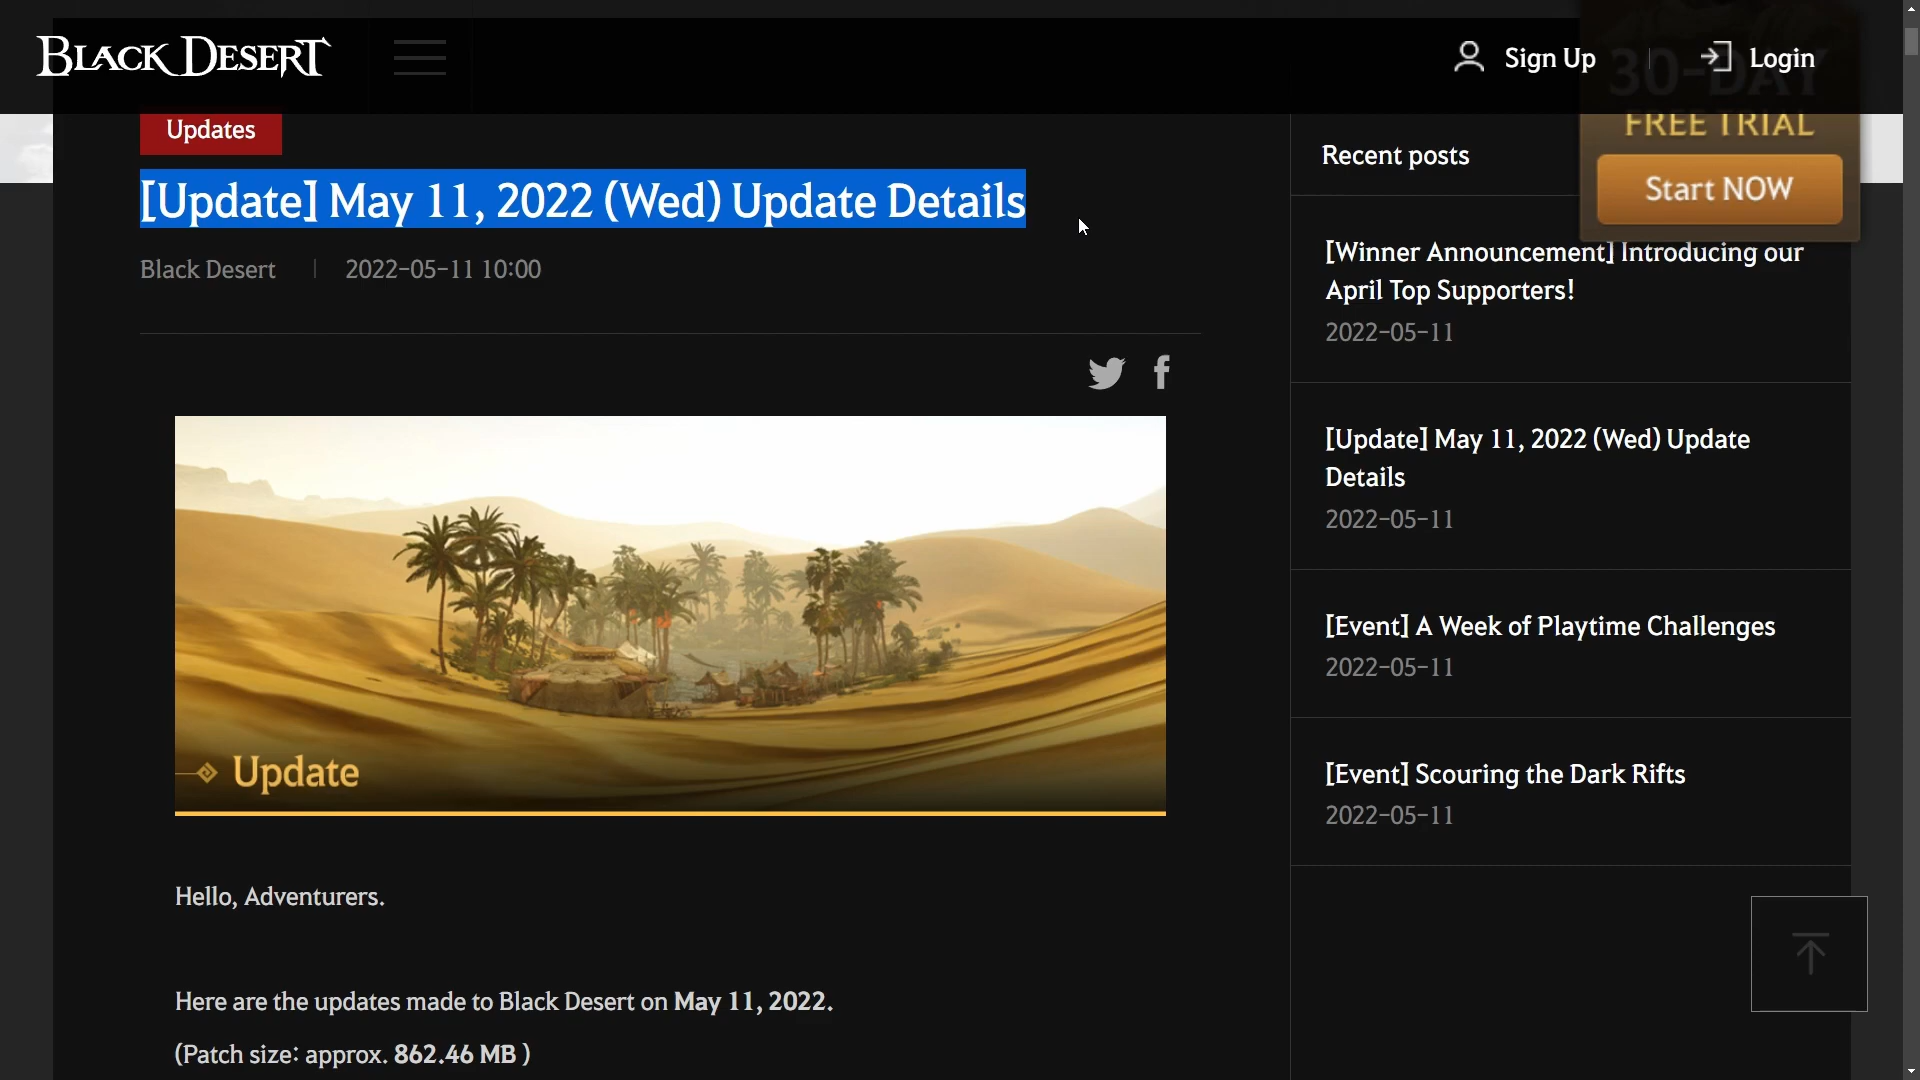 BLACK DESERT
Sign Up
Login
30-DAY
FREE TRIAL
Start NOW
Updates
[Update] May 11, 2022 (Wed) Update Details
Black Desert
2022-05-11 10:00
Update
Hello, Adventurers.
Here are the updates made to Black Desert on May 11, 2022.
(Patch size: approx. 862.46 MB )
Recent posts
[Winner Announcement] Introducing our
April Top Supporters!
2022-05-11
[Update] May 11, 2022 (Wed) Update
Details
2022-05-11
[Event] A Week of Playtime Challenges
2022-05-11
[Event] Scouring the Dark Rifts
2022-05-11